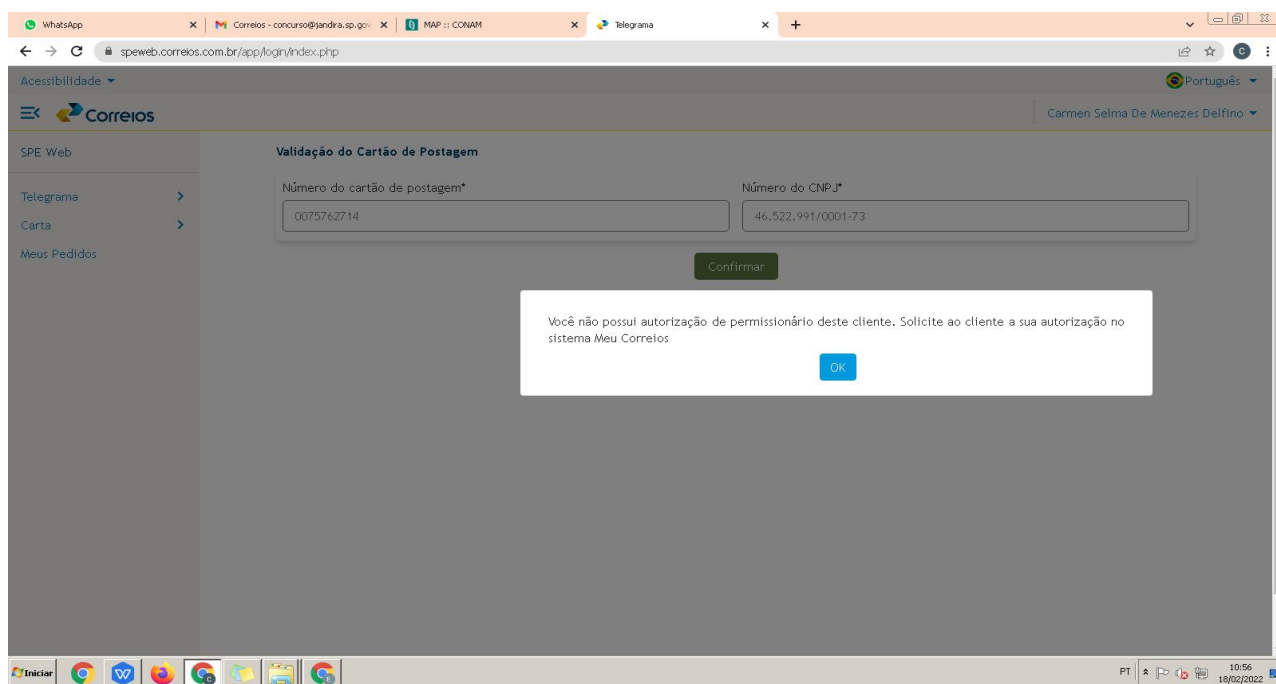 WhatsApp
Correios - concurso@jandira.sp.gov
MAP :: CONAM
Telegrama
speweb.correios.com.br/app/login/index.php
C
Acessibilidade
Português
Correios
Carmen Selma De Menezes Delfino
SPE Web
Validação do Cartão de Postagem
Número do cartão de postagem*
Número do CNPJ*
Telegrama
0075762714
46.522.991/0001-73
Carta
Meus Pedidos
Confirmar
Você não possui autorização de permissionário deste cliente. Solicite ao cliente a sua autorização no
sistema Meu Correios
OK
Iniciar
PT
10:56
18/02/2022